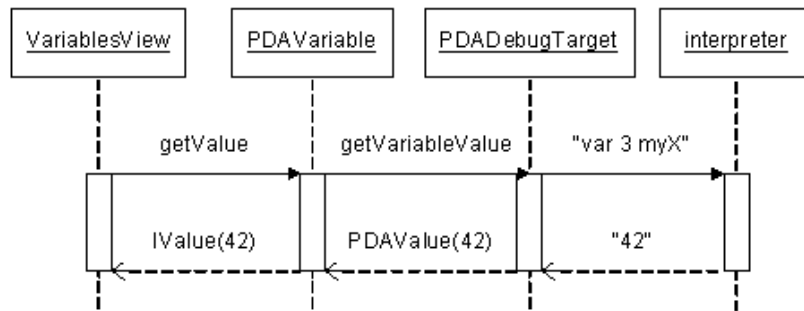 VariablesView PDAVariable PDADebugTarget interpreter
getValue getVariableValue "var 3 myX"
IValue(42) PDAValue(42) "42"